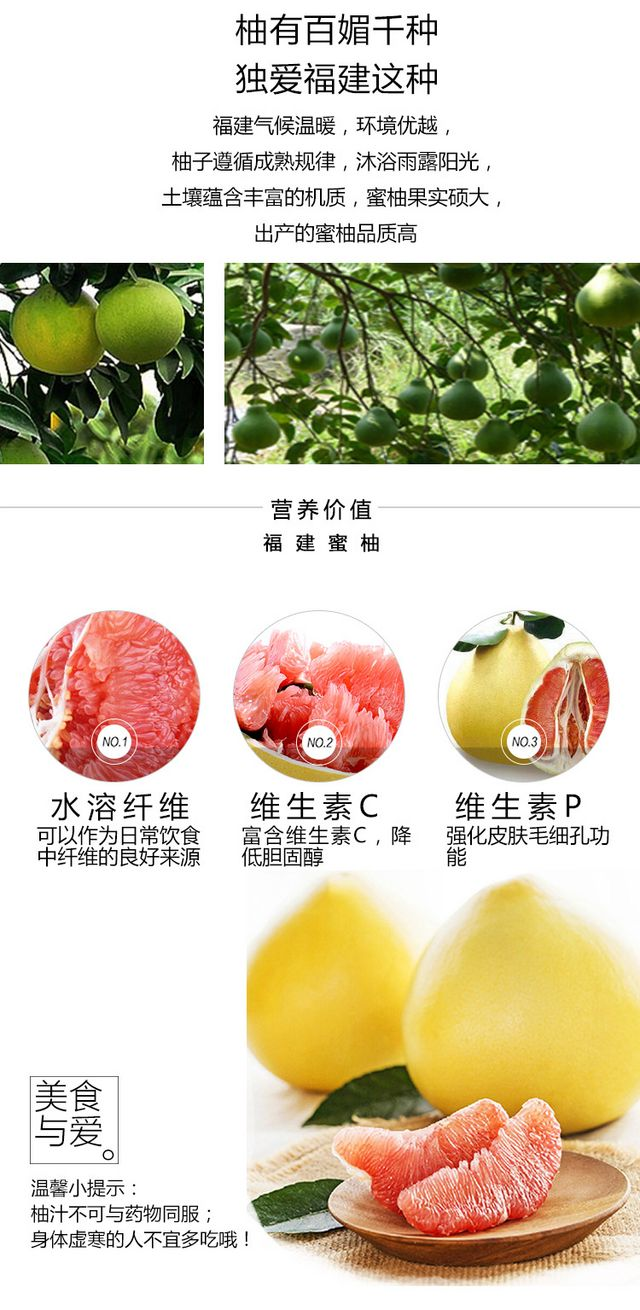 柚有百媚千种
独爱福建这种
福建气候温暖，环境优越，
柚子遵循成熟规律，沐浴雨露阳光，
土壤蕴含丰富的机质，蜜柚果实硕大，
出产的蜜柚品质高
营养价值
福建蜜柚
NO.1
NO.2
NO.3
水溶纤维
可以作为日常饮食
中纤维的良好来源
维生素C
富含维生素C，降
低胆固醇
维生素P
强化皮肤毛细孔功
能
美食
与爱。
温馨小提示：
柚汁不可与药物同服；
身体虚寒的人不宜多吃哦！